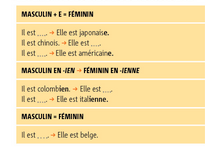 MASCULIN + E = FÉMININ
Il est .... → Elle est japonaise.
Il est chinois. → Elle est ....
Il est .... → Elle est américaine.
MASCULIN EN -IEN → FÉMININ EN -IENNE
Il est colombien. → Elle est ....
Il est .... → Elle est italienne.
MASCULIN = FÉMININ
Il est .... → Elle est belge.